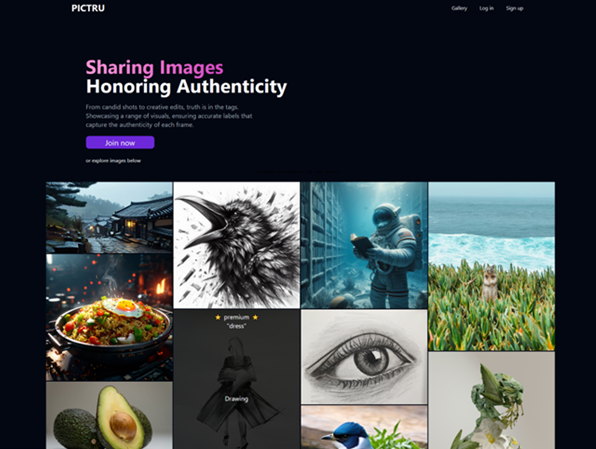 PICTRU
Gallery
Log in
Sign up
Sharing Images
Honoring Authenticity
From candid shots to creative edits, truth is in the tags.
Showcasing a range of visuals, ensuring accurate labels that
capture the authenticity of each frame.
Join now
or explore images below
★ premium ★
"dress"
Drawing